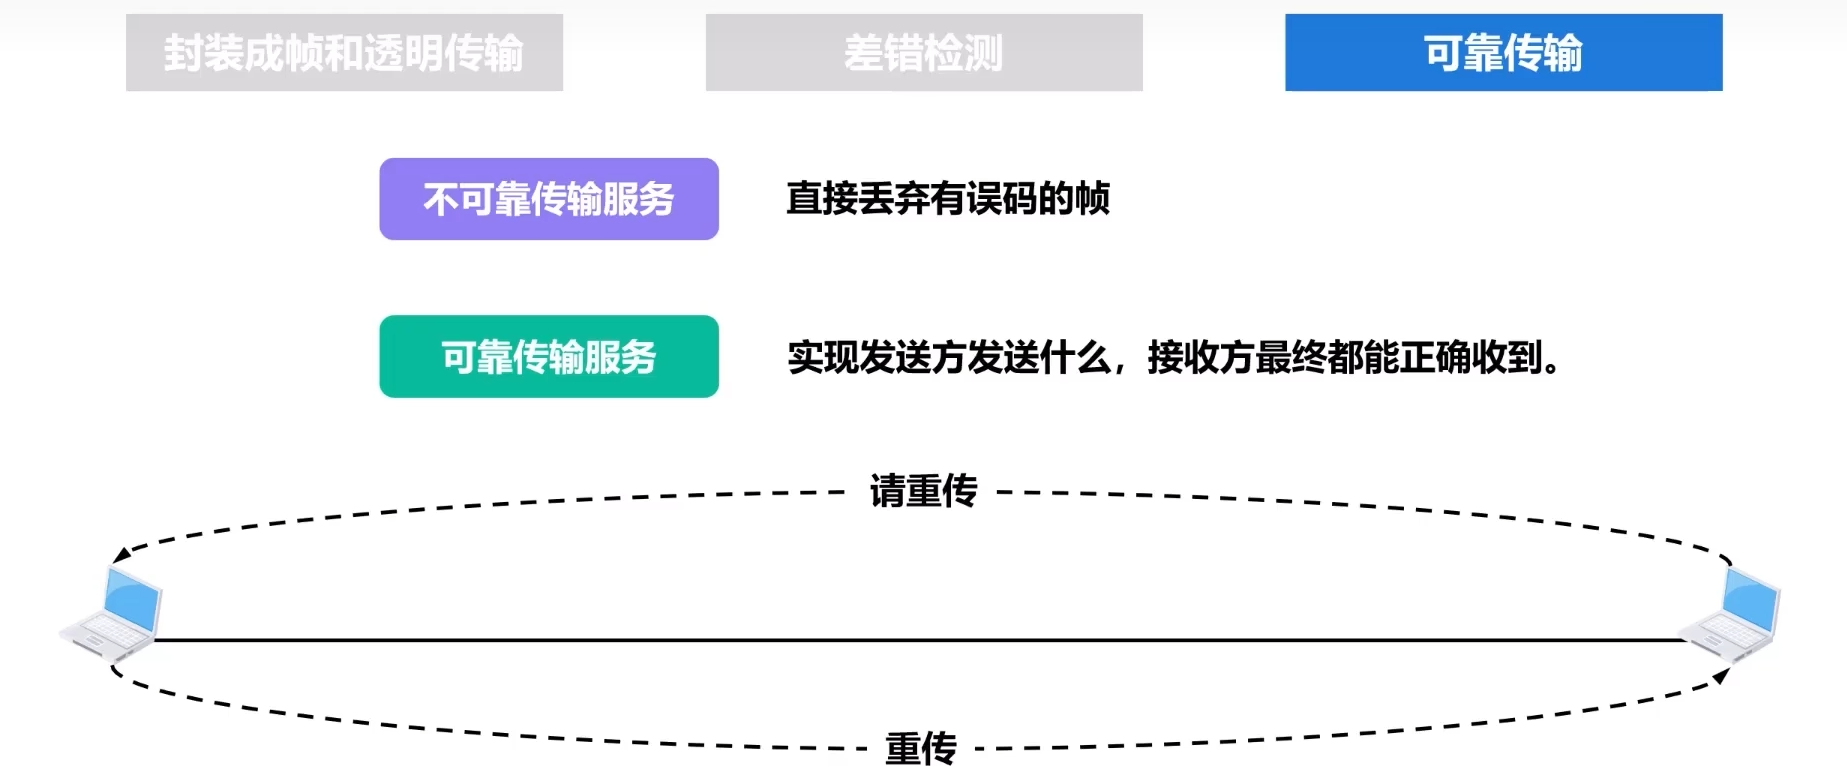 封装成帧和透明传输
差错检测
可靠传输
不可靠传输服务
直接丢弃有误码的帧
可靠传输服务
实现发送方发送什么，接收方最终都能正确收到。
请重传
重传